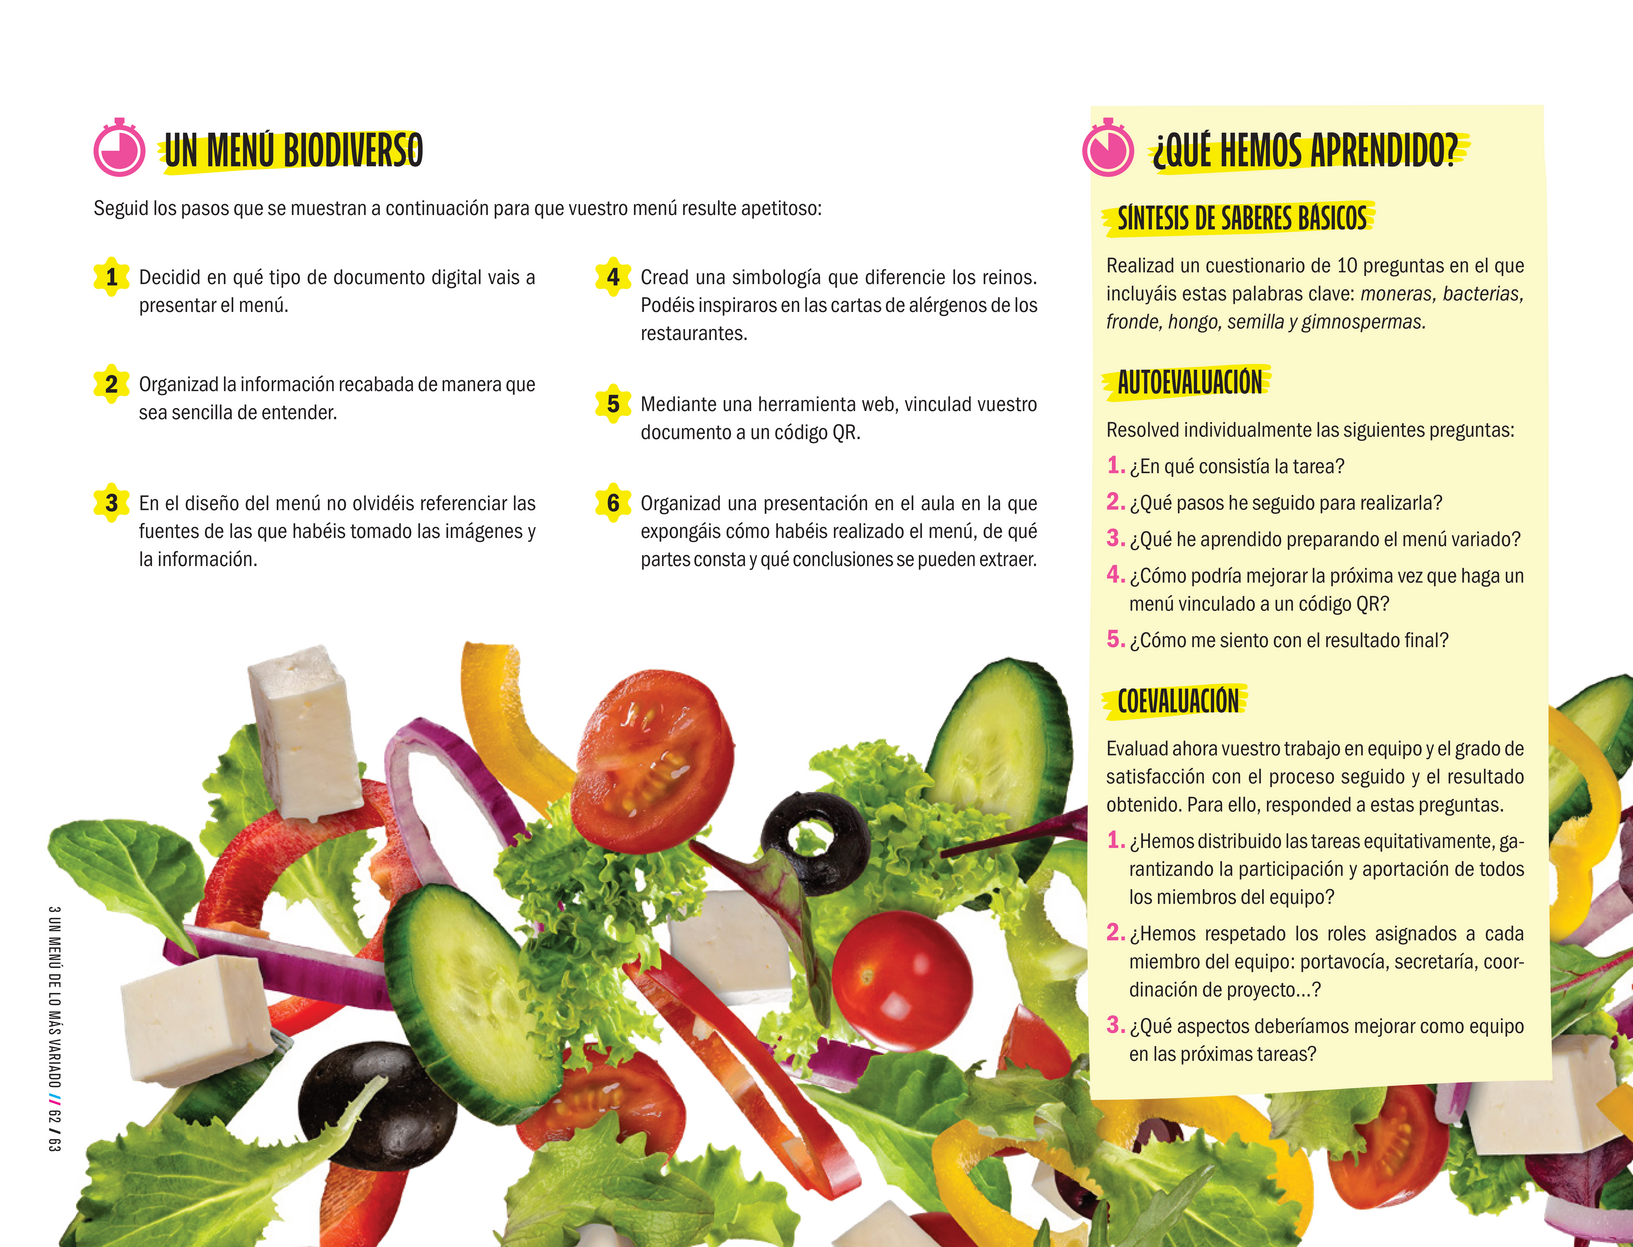 UN MENÚ BIODIVERSO
Seguid los pasos que se muestran a continuación para que vuestro menú resulte apetitoso:
1 Decidid en qué tipo de documento digital vais a
presentar el menú.
2 Organizad la información recabada de manera que
sea sencilla de entender.
3 En el diseño del menú no olvidéis referenciar las
fuentes de las que habéis tomado las imágenes y
la información.
4 Cread una simbología que diferencie los reinos.
Podéis inspiraros en las cartas de alérgenos de los
restaurantes.
5 Mediante una herramienta web, vinculad vuestro
documento a un código QR.
6 Organizad una presentación en el aula en la que
expongáis cómo habéis realizado el menú, de qué
partes consta y qué conclusiones se pueden extraer.
¿QUÉ HEMOS APRENDIDO?
SÍNTESIS DE SABERES BÁSICOS
Realizad un cuestionario de 10 preguntas en el que
incluyáis estas palabras clave: moneras, bacterias,
fronde, hongo, semilla y gimnospermas.
AUTOEVALUACIÓN
Resolved individualmente las siguientes preguntas:
1. ¿En qué consistía la tarea?
2. ¿Qué pasos he seguido para realizarla?
3. ¿Qué he aprendido preparando el menú variado?
4. ¿Cómo podría mejorar la próxima vez que haga un
menú vinculado a un código QR?
5. ¿Cómo me siento con el resultado final?
COEVALUACIÓN
Evaluad ahora vuestro trabajo en equipo y el grado de
satisfacción con el proceso seguido y el resultado
obtenido. Para ello, responded a estas preguntas.
1. ¿Hemos distribuido las tareas equitativamente, ga-
rantizando la participación y aportación de todos
los miembros del equipo?
2. ¿Hemos respetado los roles asignados a cada
miembro del equipo: portavocía, secretaría, coor-
dinación de proyecto...?
3. ¿Qué aspectos deberíamos mejorar como equipo
en las próximas tareas?
3 UN MENÚ DE LO MÁS VARIADO // 62 / 63